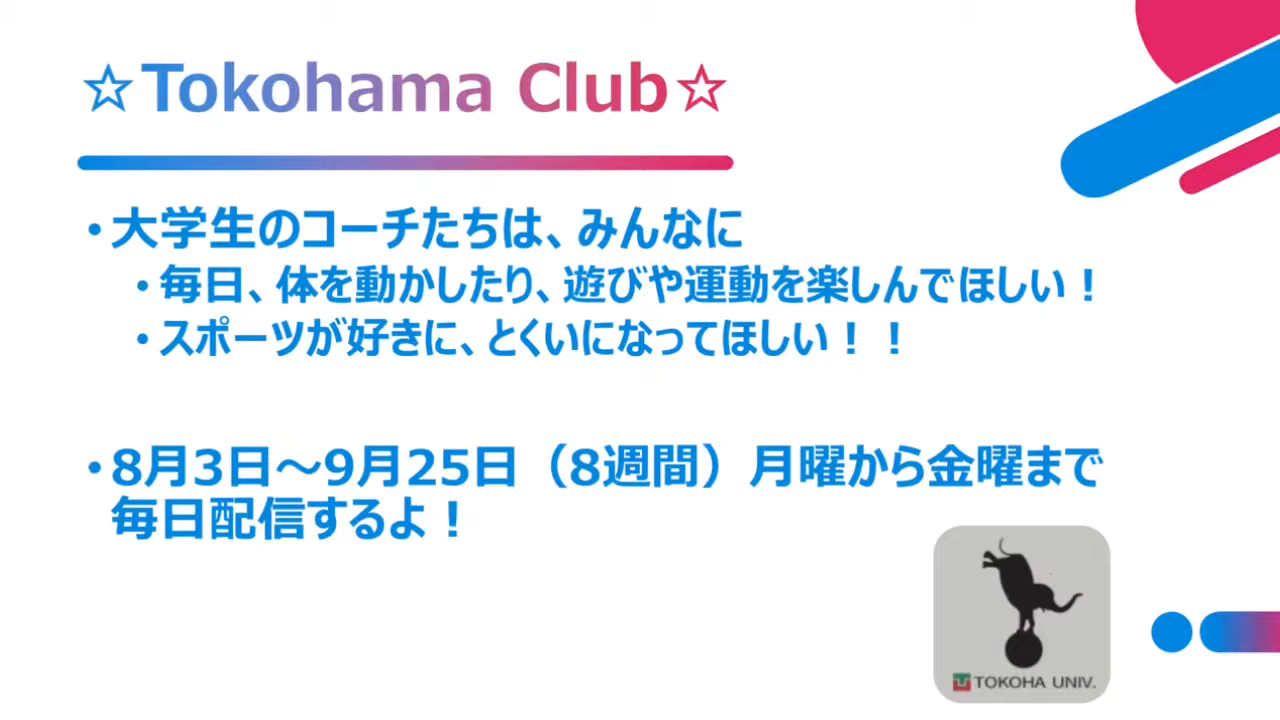 ☆Tokohama Club☆
・大学生のコーチたちは、みんなに
・毎日、体を動かしたり、遊びや運動を楽しんでほしい！
・スポーツが好きに、とくいになってほしい！！
・8月3日～9月25日（8週間）月曜から金曜まで
毎日配信するよ！
TOKOHA UNIV.